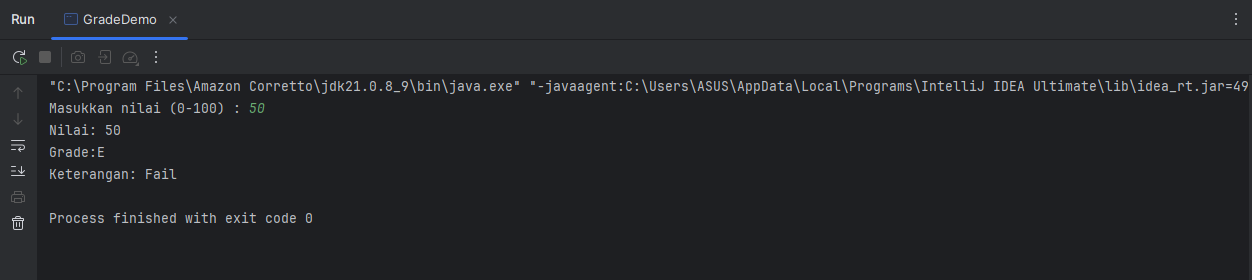 Run GradeDemo
"C:\Program Files\Amazon Corretto\jdk21.0.8_9\bin\java.exe" "-javaagent:C:\Users\ASUS\AppData\Local\Programs\IntelliJ IDEA Ultimate\lib\idea_rt.jar=49
Masukkan nilai (0-100) : 50
Nilai: 50
Grade:E
Keterangan: Fail
Process finished with exit code 0